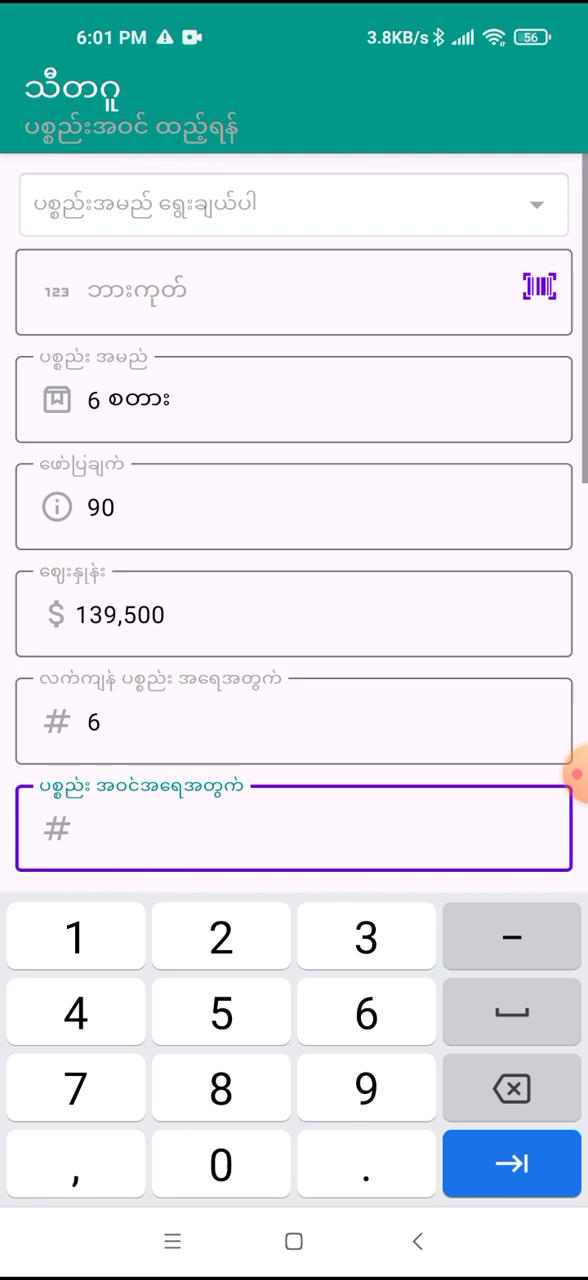 6:01 PM 3.8KB/s 56
သီတဂူ
ပစ္စည်းအဝင် ထည့်ရန်
ပစ္စည်းအမည် ရွေးချယ်ပါ
123 ဘားကုတ်
ပစ္စည်း အမည်
6 စတား
ဖော်ပြချက်
90
ဈေးနှုန်း
$ 139,500
လက်ကျန် ပစ္စည်း အရေအတွက်
# 6
ပစ္စည်း အဝင်အရေအတွက်
#
1 2 3 –
4 5 6
7 8 9
, 0 .